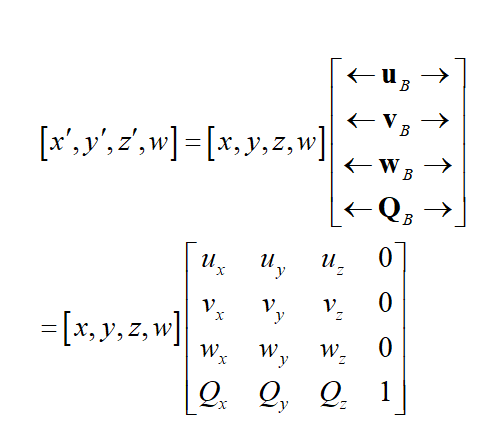 [x′, y′, z′, w] = [x, y, z, w] [← u_B →
← v_B →
← w_B →
← Q_B →]
= [x, y, z, w] [u_x u_y u_z 0
v_x v_y v_z 0
w_x w_y w_z 0
Q_x Q_y Q_z 1]